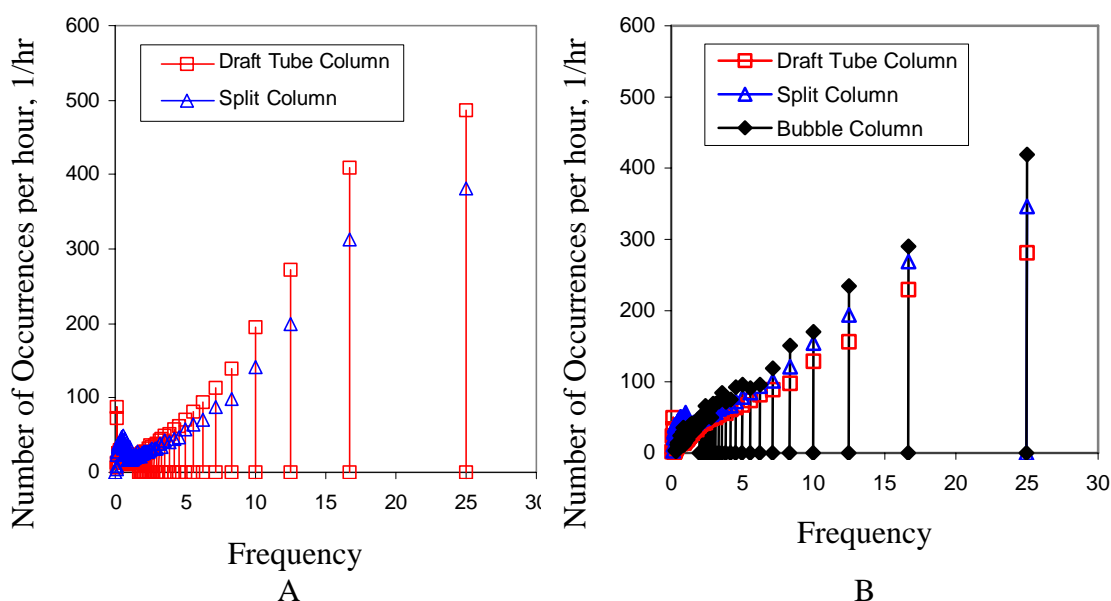 600
500
400
300
200
100
0
0 5 10 15 20 25 30
Number of Occurrences per hour, 1/hr
Draft Tube Column
Split Column
Frequency
A
600
500
400
300
200
100
0
0 5 10 15 20 25 30
Number of Occurrences per hour, 1/hr
Draft Tube Column
Split Column
Bubble Column
Frequency
B